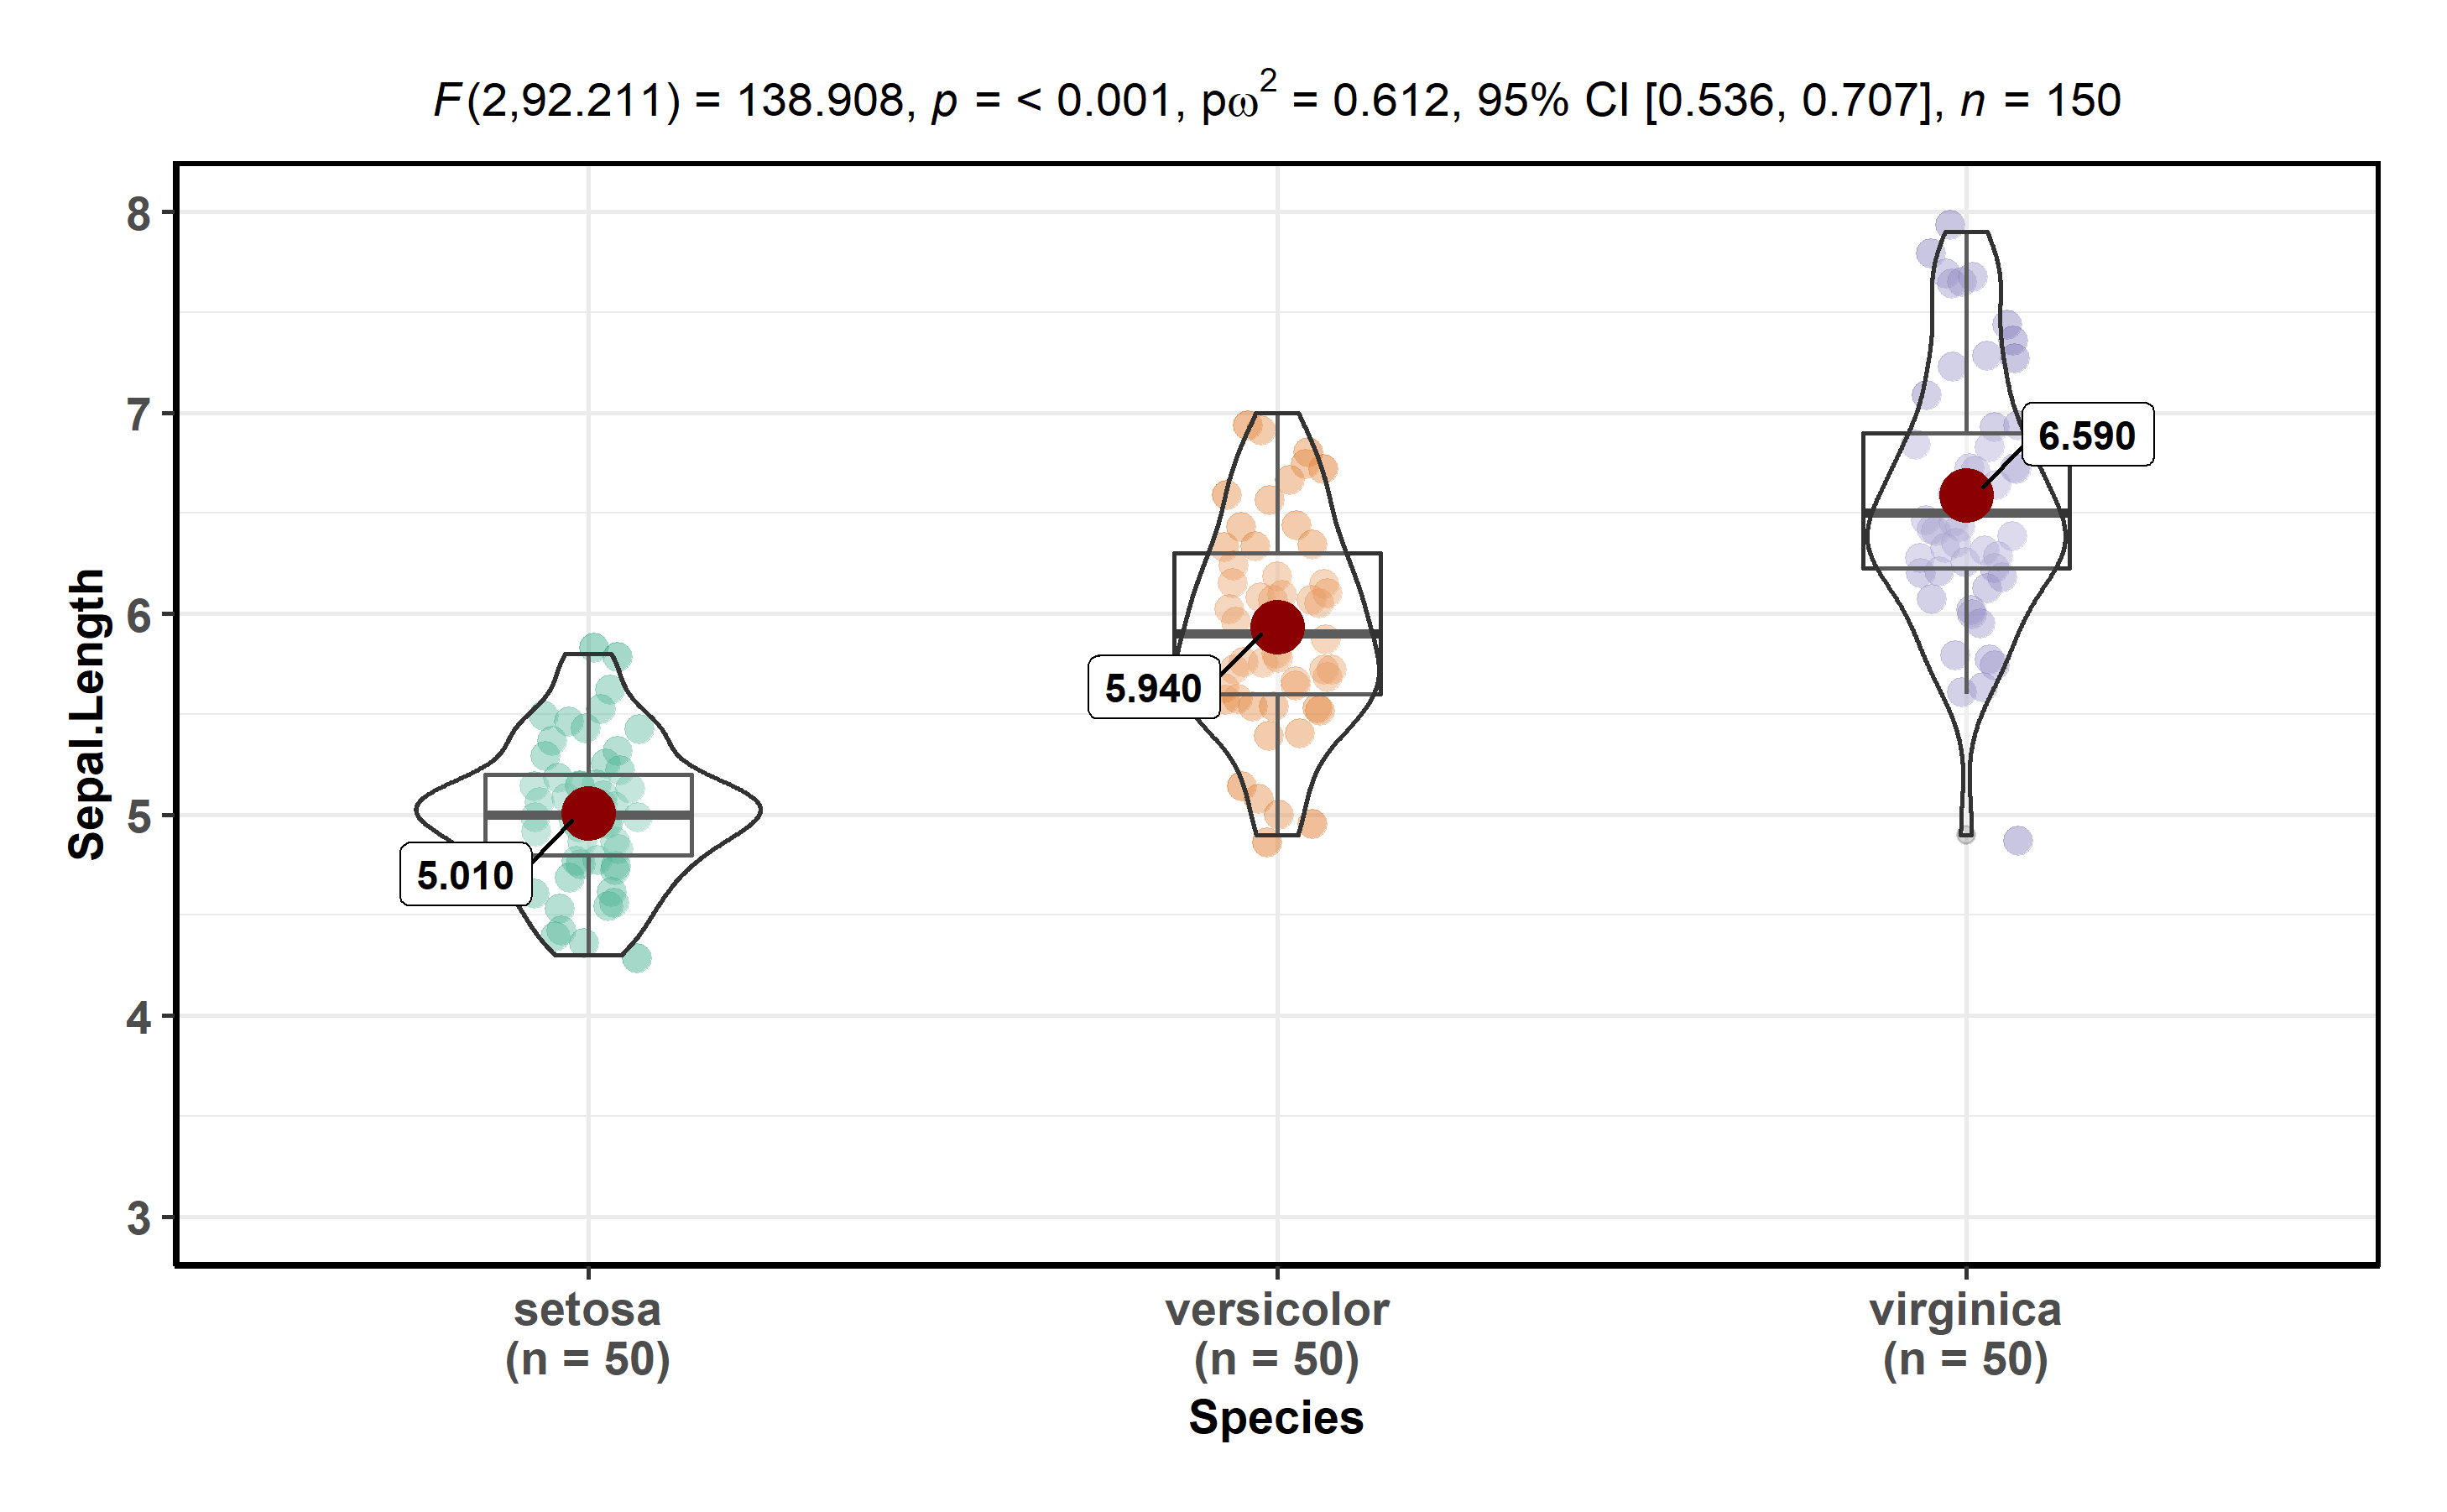 F(2,92.211) = 138.908, p = < 0.001, pω² = 0.612, 95% CI [0.536, 0.707], n = 150
Sepal.Length
8
7
6
5
4
3
5.010
5.940
6.590
setosa
(n = 50)
versicolor
(n = 50)
virginica
(n = 50)
Species